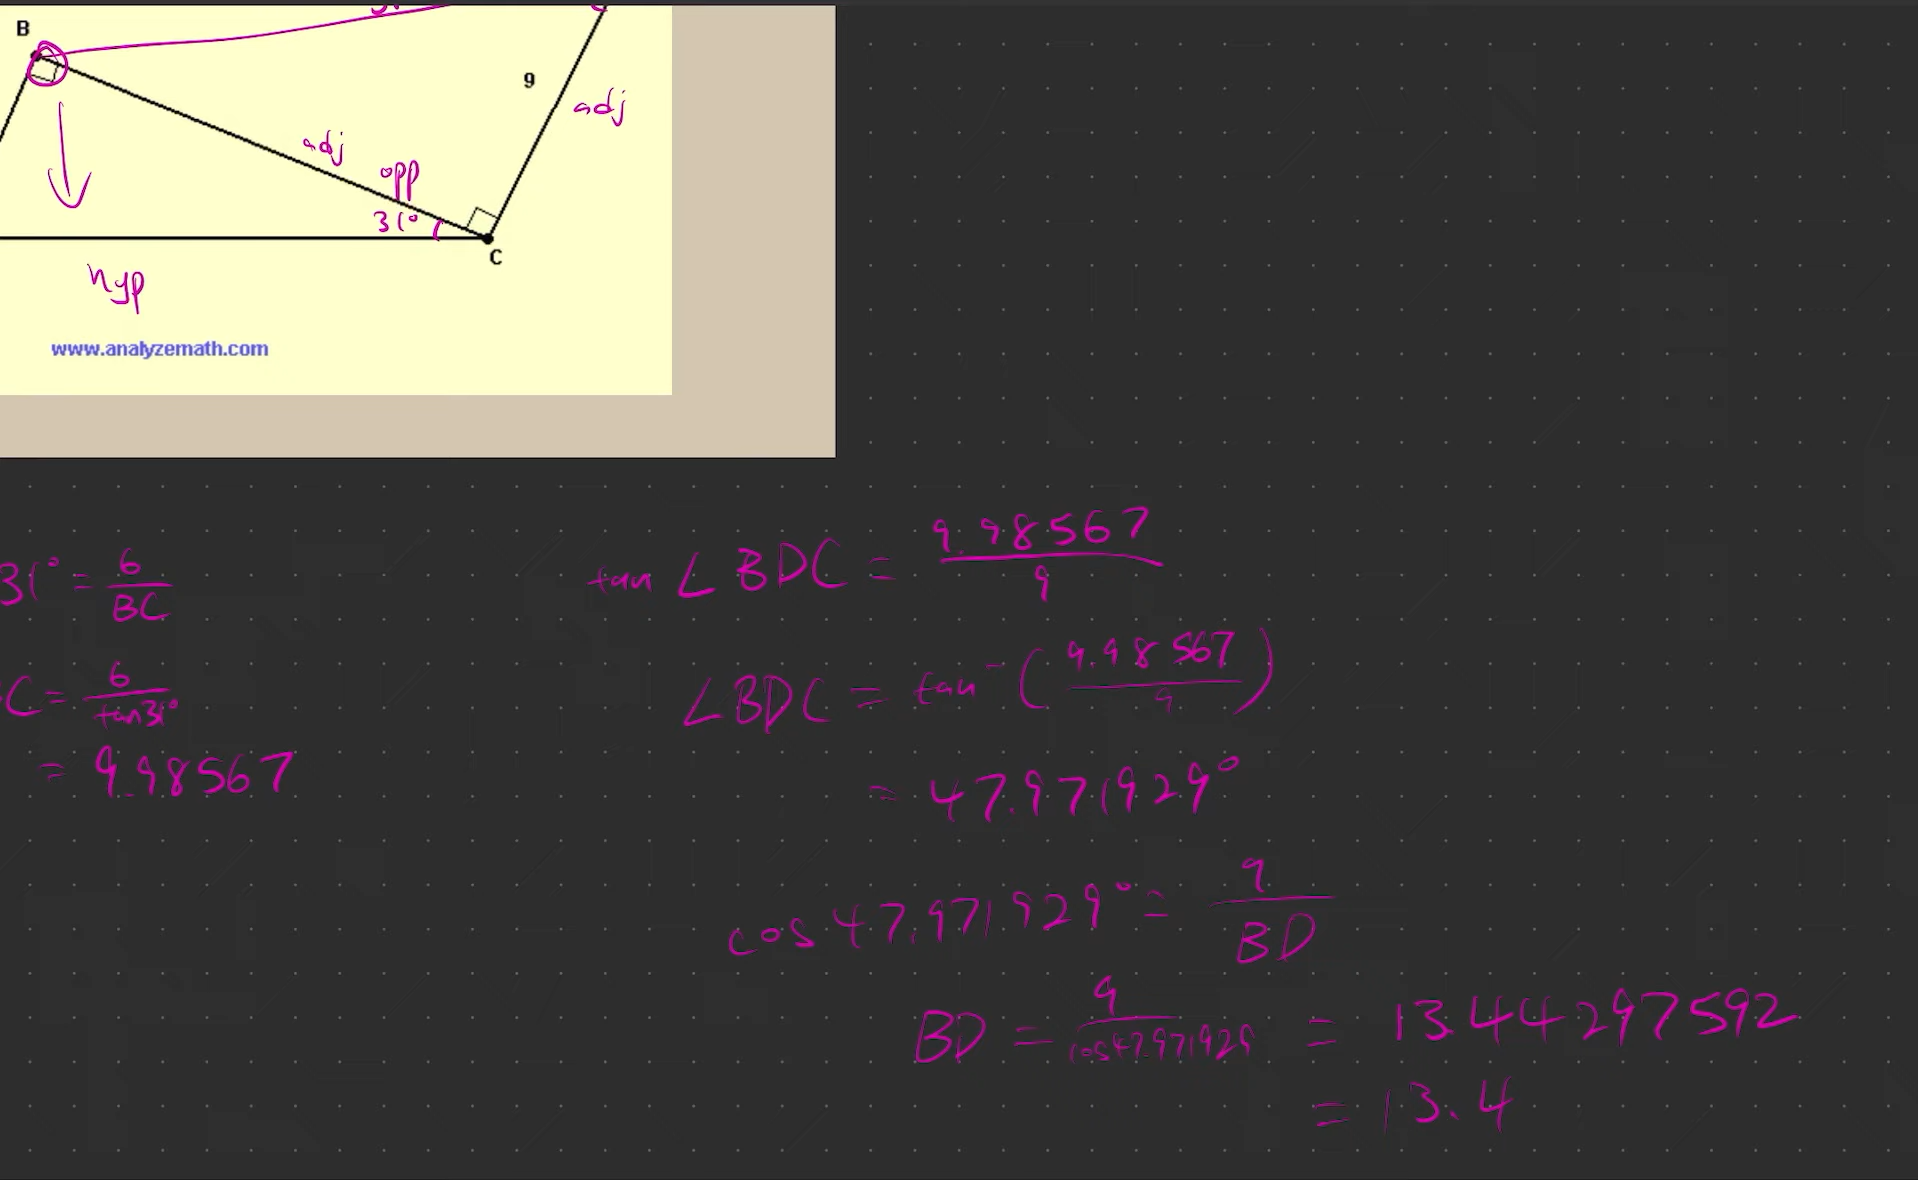 B
9
adj
adj
opp
31°
C
hyp
www.analyzemath.com
31° = 6/BC
C = 6/tan31°
= 9.98567
tan ∠BDC = 9.98567/9
∠BDC = tan⁻(9.98567/9)
= 47.971929°
cos 47.971929° = 9/BD
BD = 9/cos47.971929 = 13.44297592
= 13.4